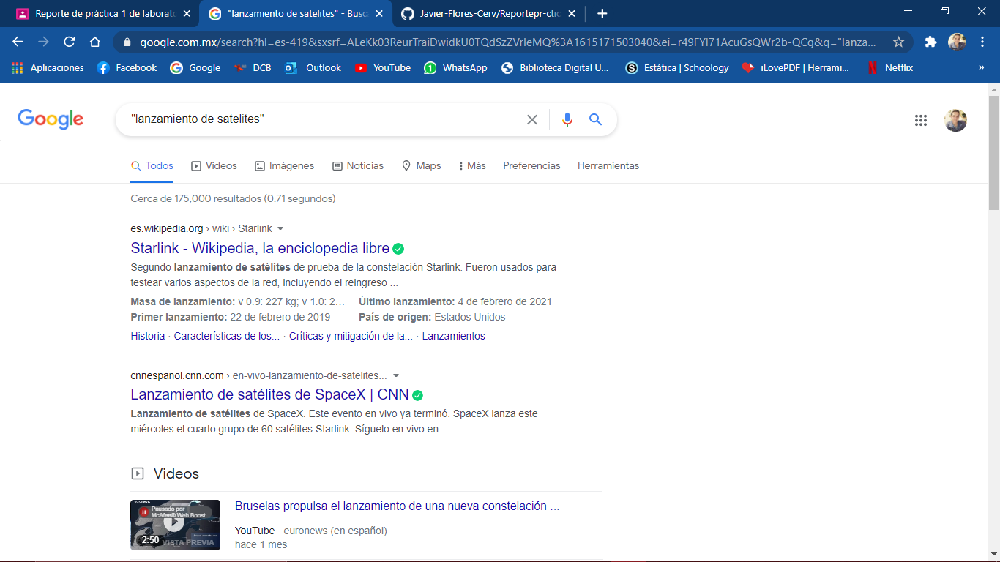 Reporte de práctica 1 de laborato
"lanzamiento de satelites" - Busc
Javier-Flores-Cerv/Reportepr-ctic
google.com.mx/search?hl=es-419&sxsrf=ALeKk03ReurTraiDwidkU0TQdSzZVrIeMQ%3A1615171503040&ei=r49FYI71AcuGsQWr2b-QCg&q="lanza...
Aplicaciones Facebook Google DCB Outlook YouTube WhatsApp Biblioteca Digital U... Estática | Schoology iLovePDF | Herrami... Netflix »
Google
"lanzamiento de satelites"
Todos Videos Imágenes Noticias Maps Más Preferencias Herramientas
Cerca de 175,000 resultados (0.71 segundos)
es.wikipedia.org › wiki › Starlink
Starlink - Wikipedia, la enciclopedia libre
Segundo lanzamiento de satélites de prueba de la constelación Starlink. Fueron usados para
testear varios aspectos de la red, incluyendo el reingreso ...
Masa de lanzamiento: v 0.9: 227 kg; v 1.0: 2... Último lanzamiento: 4 de febrero de 2021
Primer lanzamiento: 22 de febrero de 2019 País de origen: Estados Unidos
Historia · Características de los... · Críticas y mitigación de la... · Lanzamientos
cnnespanol.cnn.com › en-vivo-lanzamiento-de-satelites...
Lanzamiento de satélites de SpaceX | CNN
Lanzamiento de satélites de SpaceX. Este evento en vivo ya terminó. SpaceX lanza este
miércoles el cuarto grupo de 60 satélites Starlink. Síguelo en vivo en ...
Videos
Bruselas propulsa el lanzamiento de una nueva constelación ...
YouTube · euronews (en español)
hace 1 mes
euronews.
Pausado por
McAfee® Web Boost
2:50
VISTA PREVIA